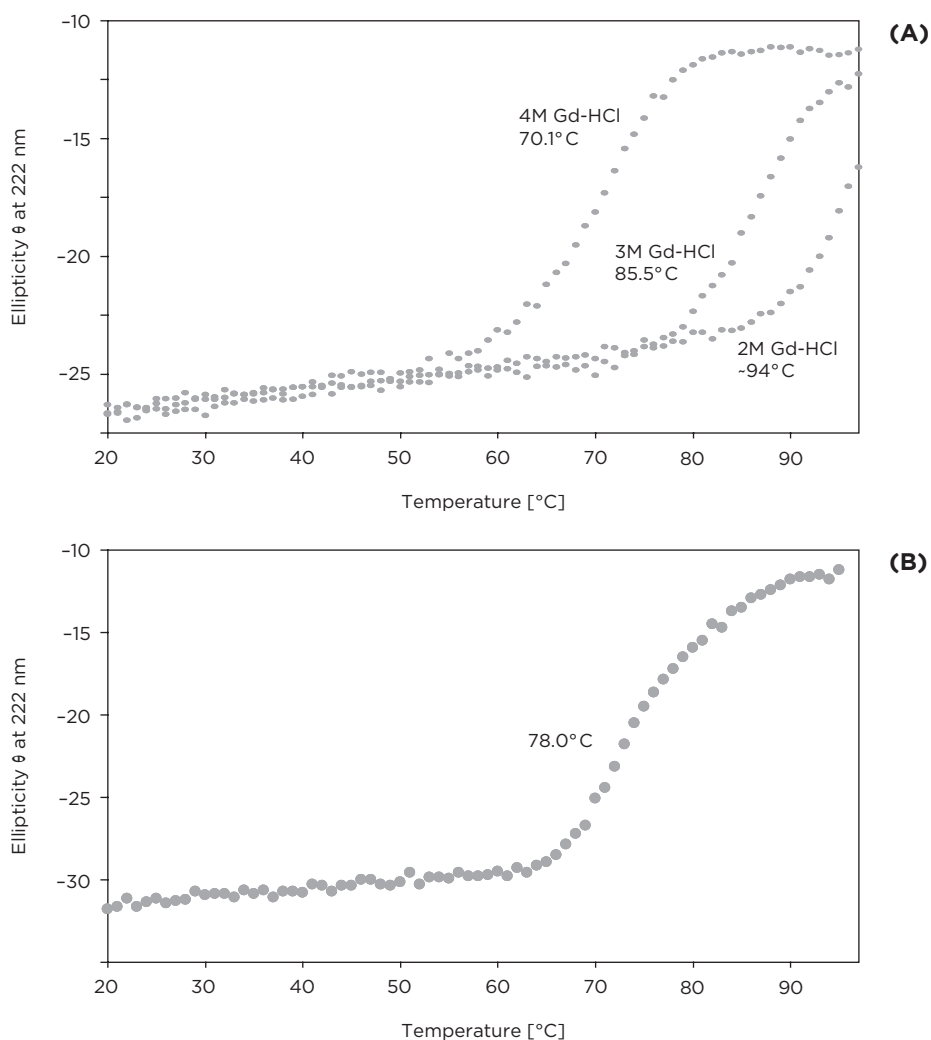 (A)
Ellipticity θ at 222 nm
−10
−15
−20
−25
4M Gd-HCl
70.1°C
3M Gd-HCl
85.5°C
2M Gd-HCl
~94°C
20 30 40 50 60 70 80 90
Temperature [°C]
(B)
Ellipticity θ at 222 nm
−10
−15
−20
−25
−30
78.0°C
20 30 40 50 60 70 80 90
Temperature [°C]